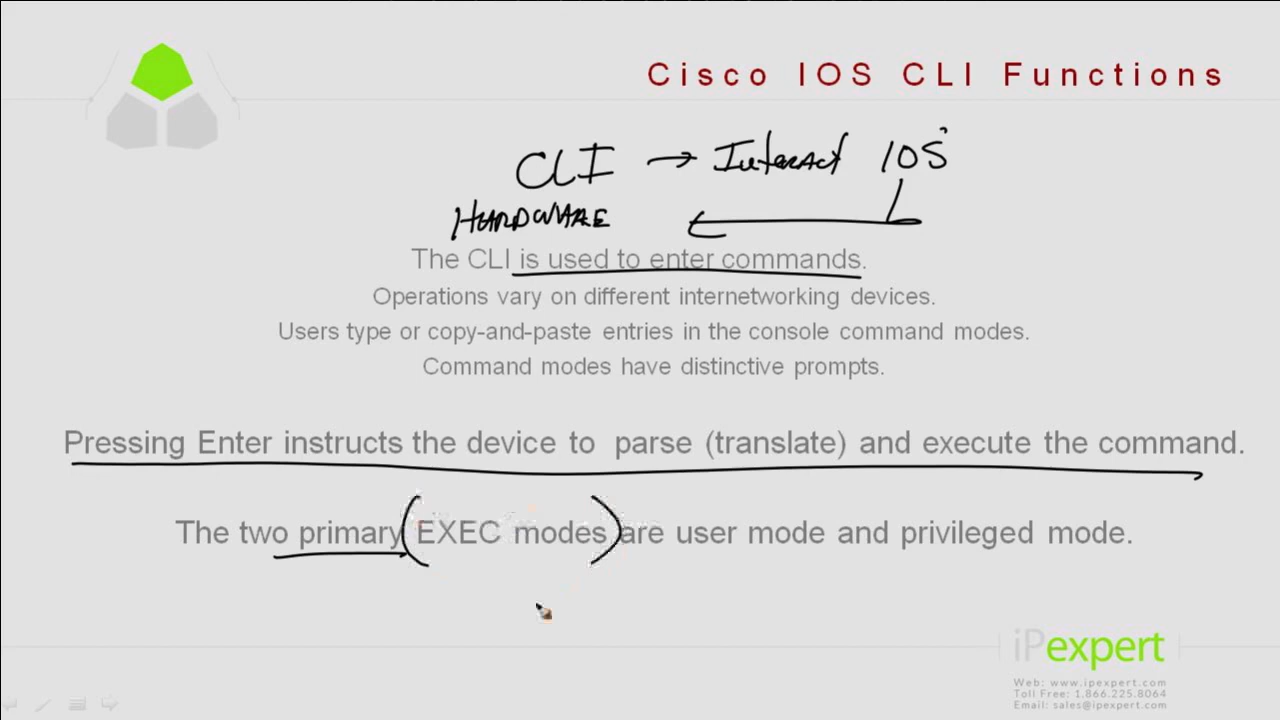 Cisco IOS CLI Functions
CLI → Interact IOS
HARDWARE
The CLI is used to enter commands.
Operations vary on different internetworking devices.
Users type or copy-and-paste entries in the console command modes.
Command modes have distinctive prompts.
Pressing Enter instructs the device to parse (translate) and execute the command.
The two primary (EXEC modes) are user mode and privileged mode.
iPexpert
Web: www.ipexpert.com
Toll Free: 1.866.225.8064
Email: sales@ipexpert.com